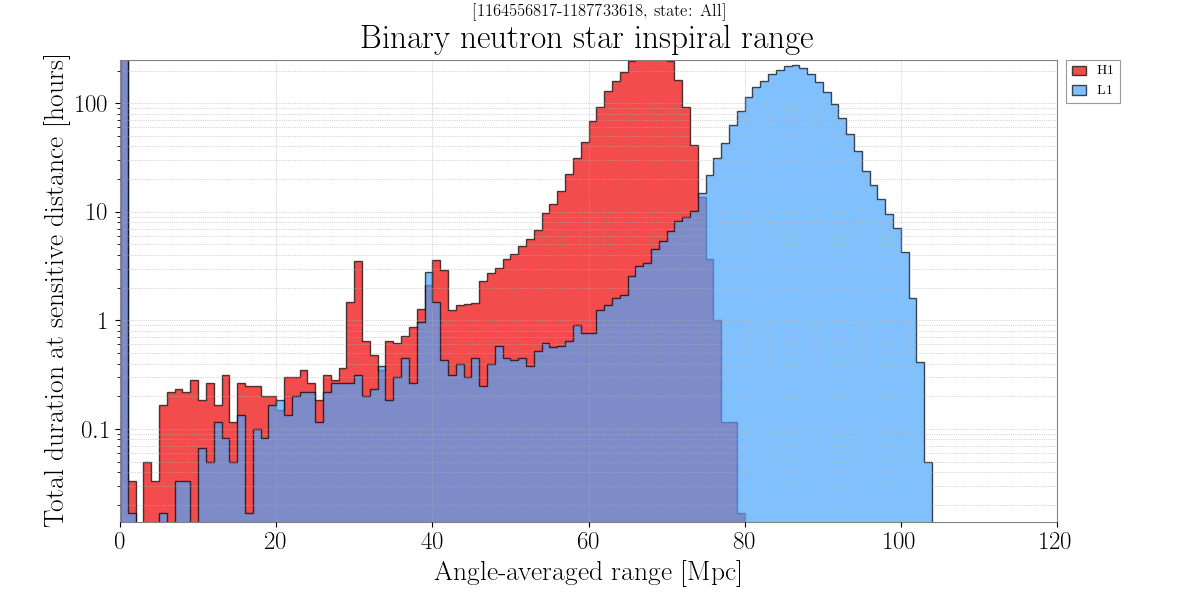 [1164556817-1187733618, state: All]
Binary neutron star inspiral range
H1
L1
Total duration at sensitive distance [hours]
100
10
1
0.1
0 20 40 60 80 100 120
Angle-averaged range [Mpc]